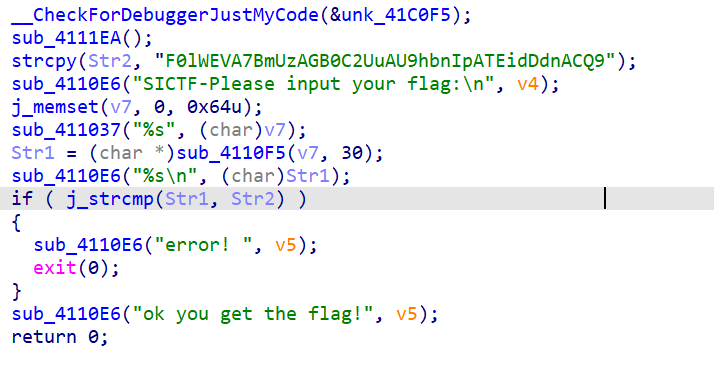 __CheckForDebuggerJustMyCode(&unk_41C0F5);
sub_4111EA();
strcpy(Str2, "F0lWEVA7BmUzAGB0C2UuAU9hbnIpATEidDdnACQ9");
sub_4110E6("SICTF-Please input your flag:\n", v4);
j_memset(v7, 0, 0x64u);
sub_411037("%s", (char)v7);
Str1 = (char *)sub_4110F5(v7, 30);
sub_4110E6("%s\n", (char)Str1);
if ( j_strcmp(Str1, Str2) )
{
  sub_4110E6("error! ", v5);
  exit(0);
}
sub_4110E6("ok you get the flag!", v5);
return 0;